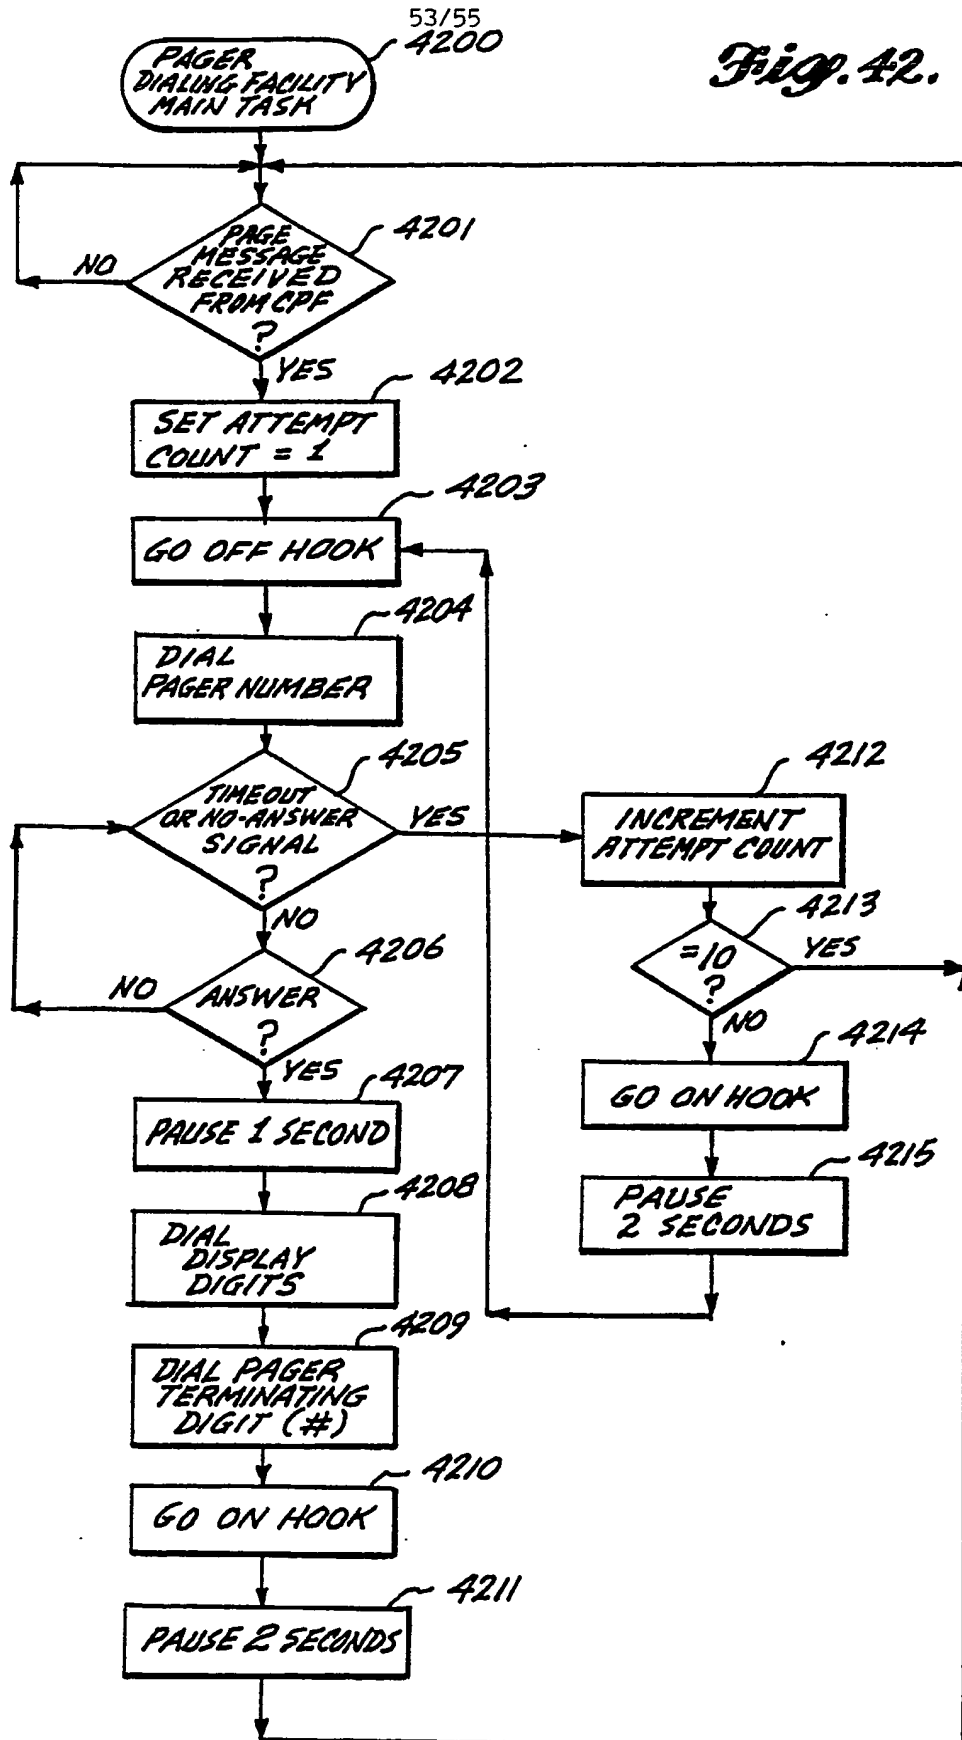 53/55
4200
Fig. 42.
PAGER
DIALING FACILITY
MAIN TASK
4201
PAGE
MESSAGE
RECEIVED
FROM CPF
?
NO
YES
4202
SET ATTEMPT
COUNT = 1
4203
GO OFF HOOK
4204
DIAL
PAGER NUMBER
4205
TIMEOUT
OR NO-ANSWER
SIGNAL
?
YES
NO
4206
ANSWER
?
NO
YES
4207
PAUSE 1 SECOND
4208
DIAL
DISPLAY
DIGITS
4209
DIAL PAGER
TERMINATING
DIGIT (#)
4210
GO ON HOOK
4211
PAUSE 2 SECONDS
4212
INCREMENT
ATTEMPT COUNT
4213
=10
?
YES
NO
4214
GO ON HOOK
4215
PAUSE
2 SECONDS